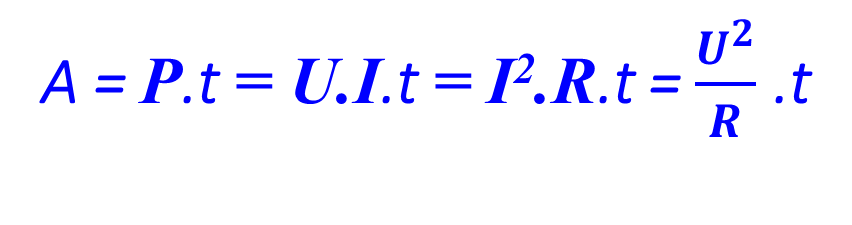 A = P.t = U.I.t = I².R.t = U²/R .t